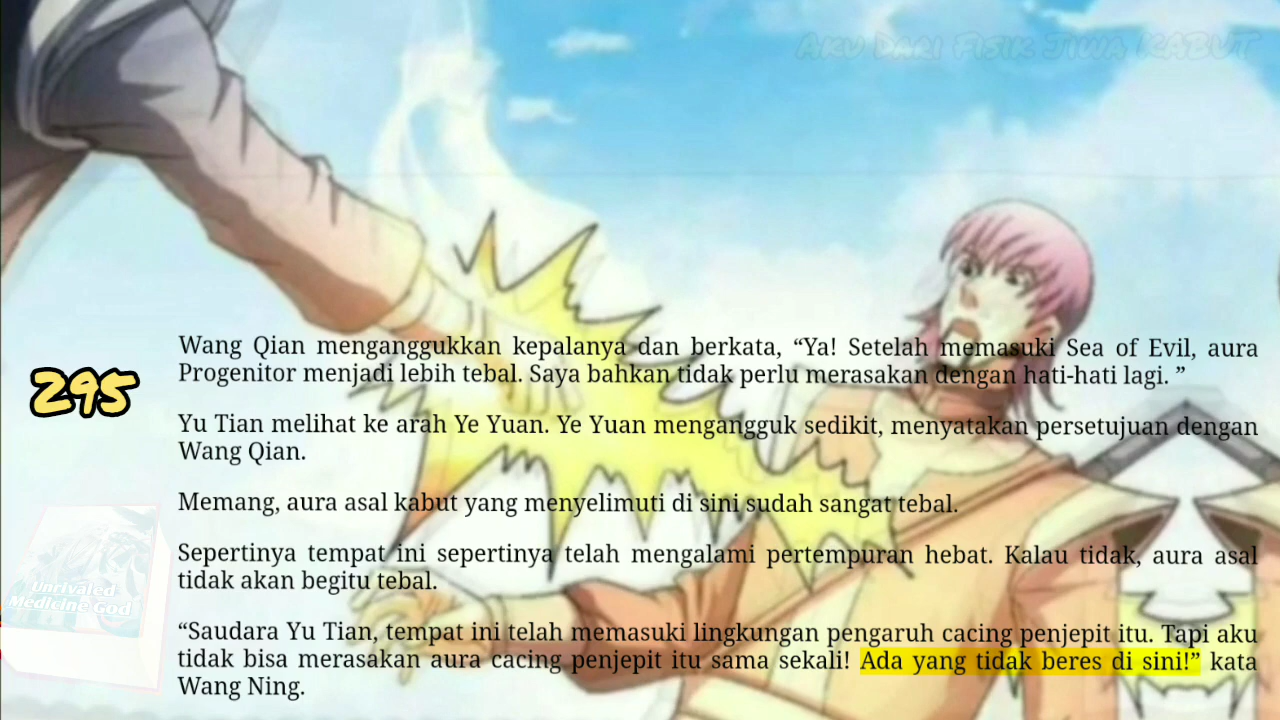 AKU DARI FISIK JIWA KABUT
Wang Qian menganggukkan kepalanya dan berkata, “Ya! Setelah memasuki Sea of Evil, aura
Progenitor menjadi lebih tebal. Saya bahkan tidak perlu merasakan dengan hati-hati lagi. ”
295
Yu Tian melihat ke arah Ye Yuan. Ye Yuan mengangguk sedikit, menyatakan persetujuan dengan
Wang Qian.
Memang, aura asal kabut yang menyelimuti di sini sudah sangat tebal.
Sepertinya tempat ini sepertinya telah mengalami pertempuran hebat. Kalau tidak, aura asal
tidak akan begitu tebal.
Unrivaled
Medicine God
“Saudara Yu Tian, tempat ini telah memasuki lingkungan pengaruh cacing penjepit itu. Tapi aku
tidak bisa merasakan aura cacing penjepit itu sama sekali! Ada yang tidak beres di sini!” kata
Wang Ning.